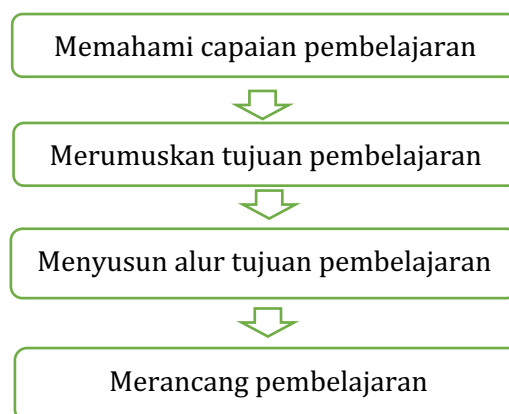 Memahami capaian pembelajaran
Merumuskan tujuan pembelajaran
Menyusun alur tujuan pembelajaran
Merancang pembelajaran